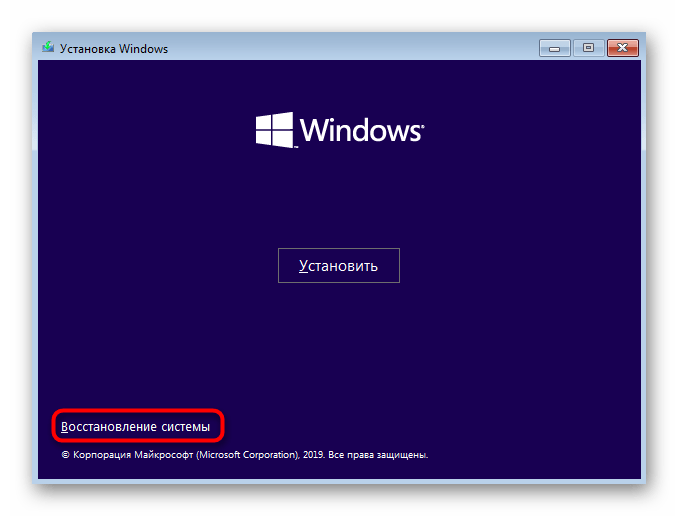 Установка Windows
Windows®
Установить
Восстановление системы
© Корпорация Майкрософт (Microsoft Corporation), 2019. Все права защищены.